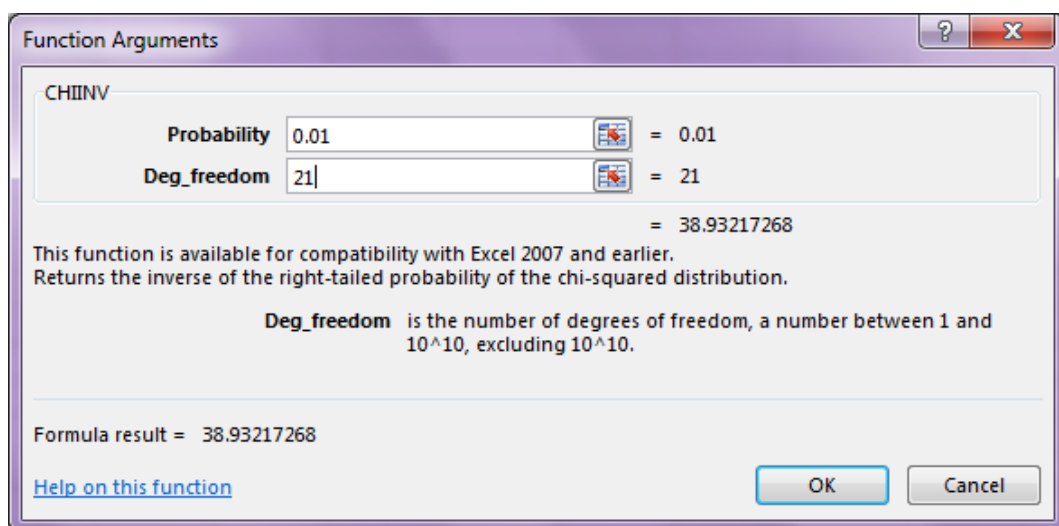 Function Arguments
? X
CHIINV
Probability 0.01 = 0.01
Deg_freedom 21 = 21
= 38.93217268
This function is available for compatibility with Excel 2007 and earlier.
Returns the inverse of the right-tailed probability of the chi-squared distribution.
Deg_freedom is the number of degrees of freedom, a number between 1 and
10^10, excluding 10^10.
Formula result = 38.93217268
Help on this function
OK Cancel